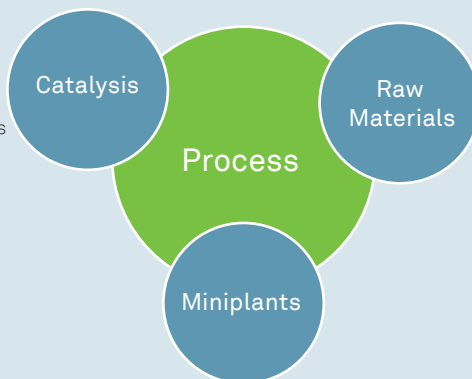 Catalysis
Raw
Materials
s
Process
Miniplants